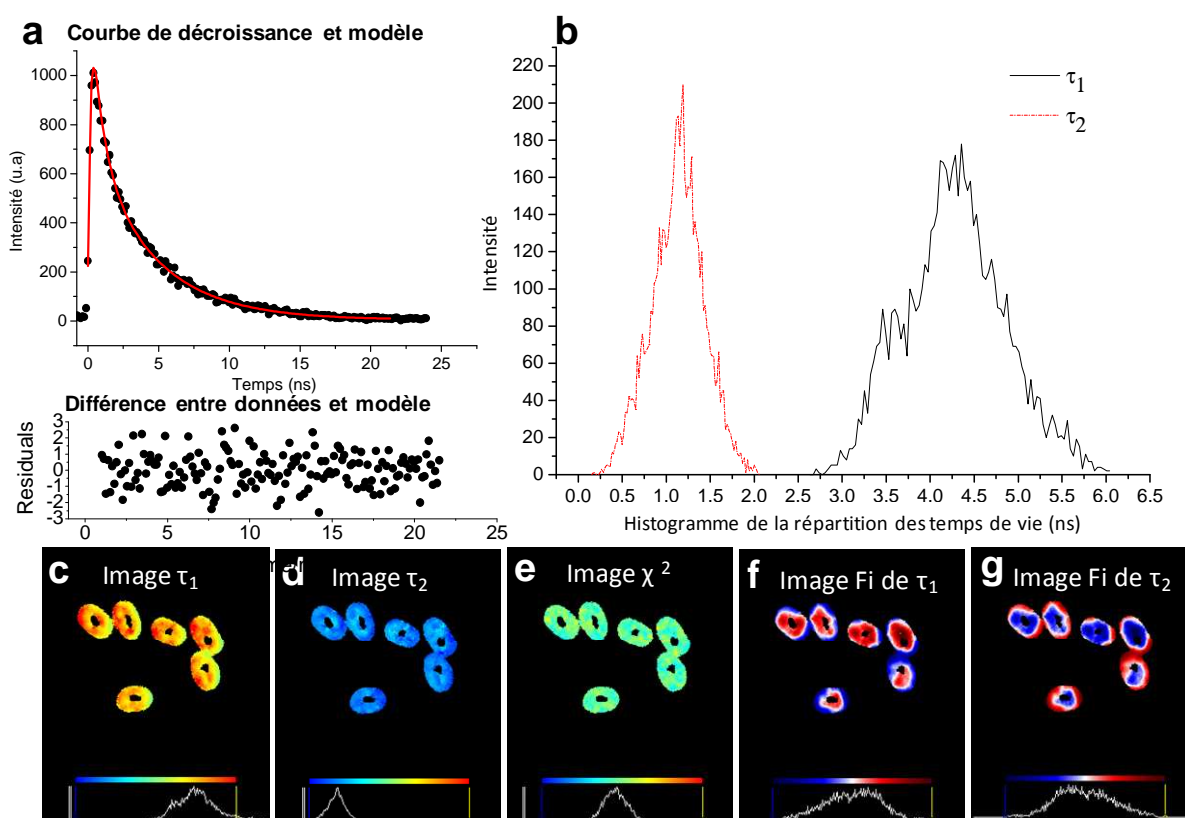 a
Courbe de décroissance et modèle
Intensité (u.a)
1000
800
600
400
200
0
0 5 10 15 20 25
Temps (ns)
Différence entre données et modèle
Residuals
3
2
1
0
-1
-2
-3
0 5 10 15 20 25
b
220
200
180
160
140
120
100
80
60
40
20
0
Intensité
τ1
τ2
0.0 0.5 1.0 1.5 2.0 2.5 3.0 3.5 4.0 4.5 5.0 5.5 6.0 6.5
Histogramme de la répartition des temps de vie (ns)
c Image τ1
d Image τ2
e Image χ 2
f Image Fi de τ1
g Image Fi de τ2